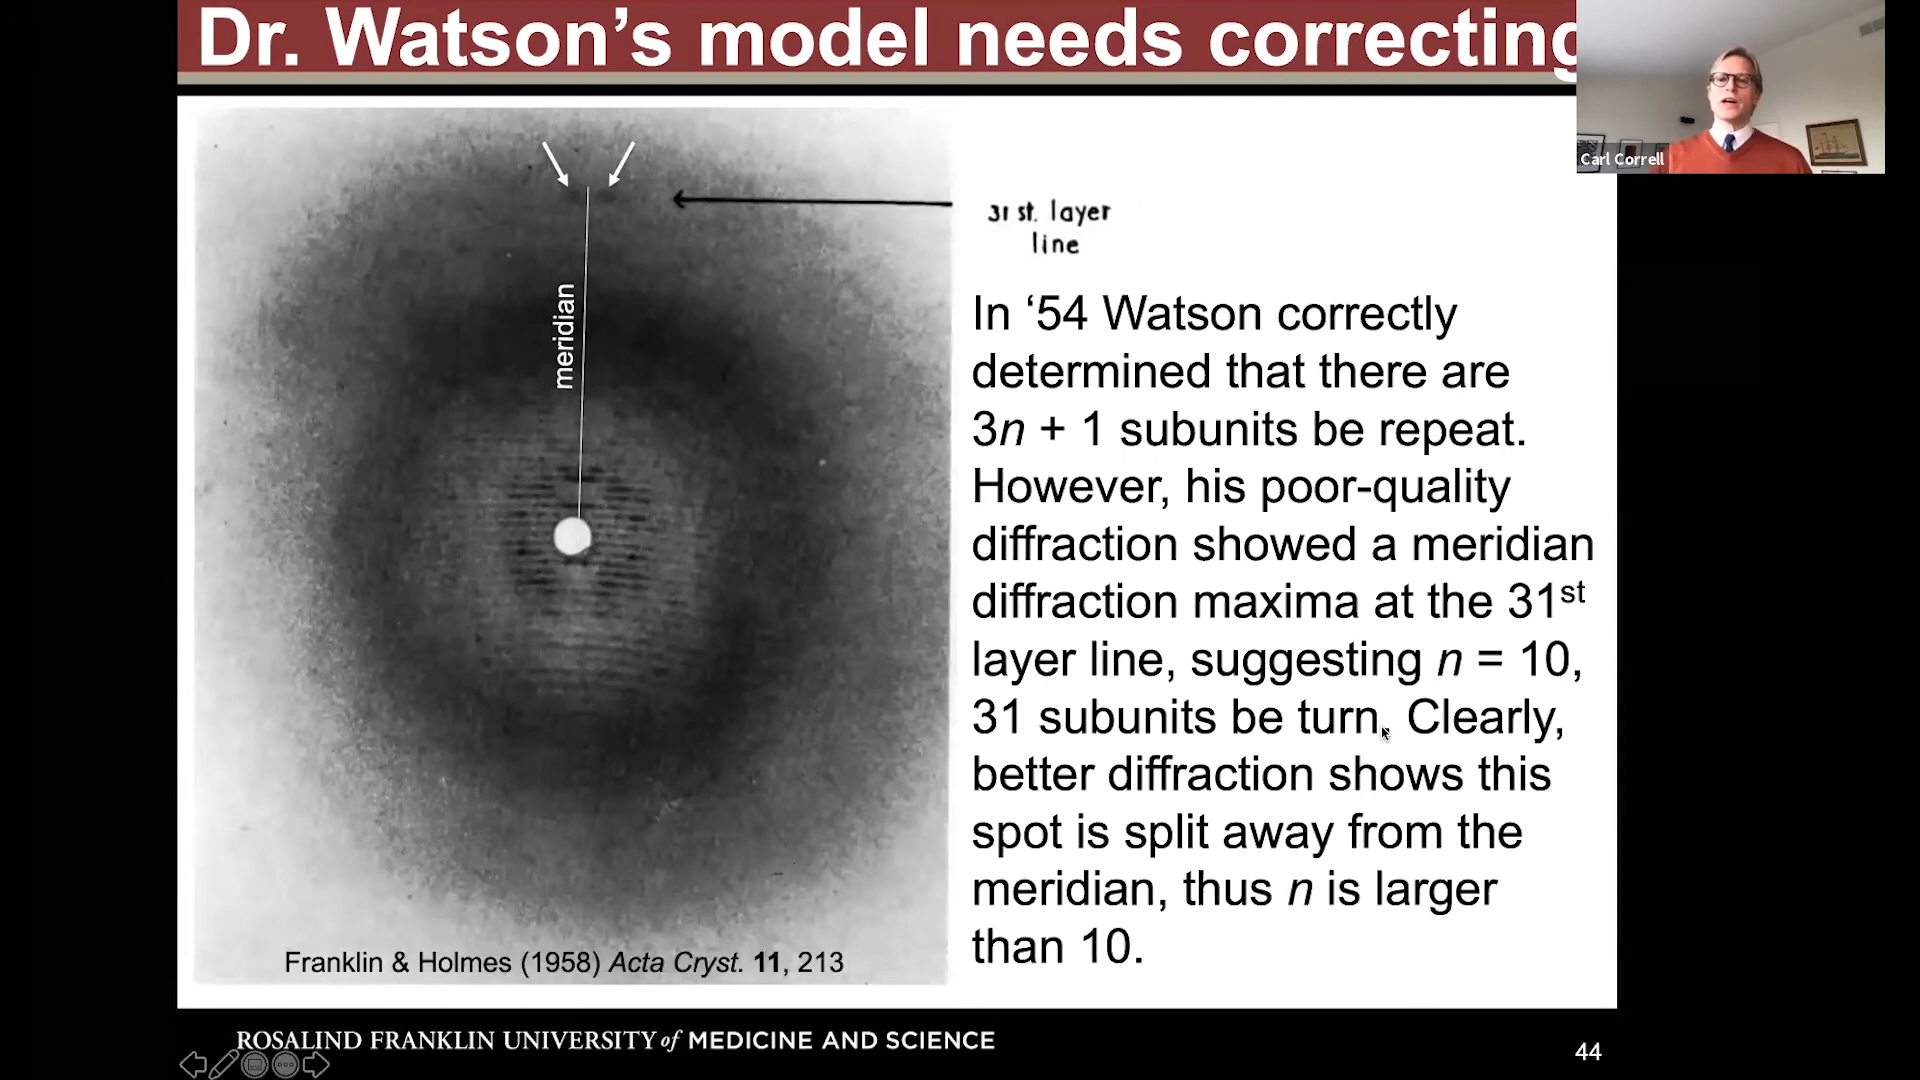 Dr. Watson’s model needs correcting
Carl Correll
meridian
31 st. layer
line
In ‘54 Watson correctly
determined that there are
3n + 1 subunits be repeat.
However, his poor-quality
diffraction showed a meridian
diffraction maxima at the 31st
layer line, suggesting n = 10,
31 subunits be turn. Clearly,
better diffraction shows this
spot is split away from the
meridian, thus n is larger
than 10.
Franklin & Holmes (1958) Acta Cryst. 11, 213
ROSALIND FRANKLIN UNIVERSITY of MEDICINE AND SCIENCE
44